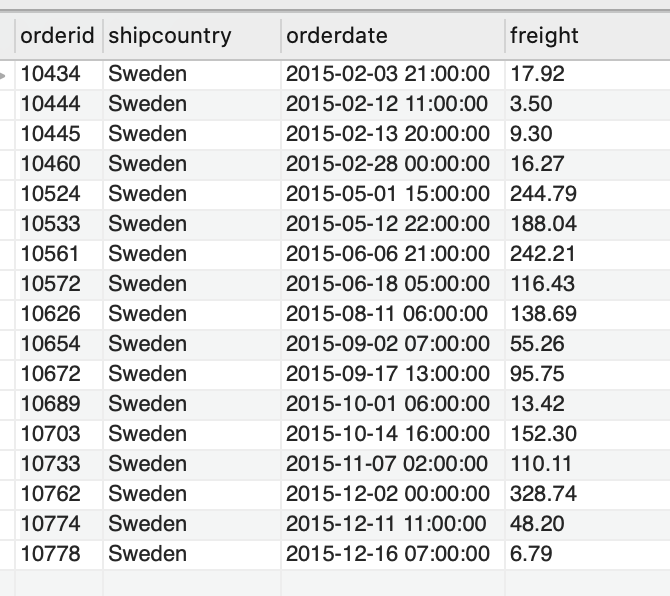 orderid shipcountry orderdate freight
10434 Sweden 2015-02-03 21:00:00 17.92
10444 Sweden 2015-02-12 11:00:00 3.50
10445 Sweden 2015-02-13 20:00:00 9.30
10460 Sweden 2015-02-28 00:00:00 16.27
10524 Sweden 2015-05-01 15:00:00 244.79
10533 Sweden 2015-05-12 22:00:00 188.04
10561 Sweden 2015-06-06 21:00:00 242.21
10572 Sweden 2015-06-18 05:00:00 116.43
10626 Sweden 2015-08-11 06:00:00 138.69
10654 Sweden 2015-09-02 07:00:00 55.26
10672 Sweden 2015-09-17 13:00:00 95.75
10689 Sweden 2015-10-01 06:00:00 13.42
10703 Sweden 2015-10-14 16:00:00 152.30
10733 Sweden 2015-11-07 02:00:00 110.11
10762 Sweden 2015-12-02 00:00:00 328.74
10774 Sweden 2015-12-11 11:00:00 48.20
10778 Sweden 2015-12-16 07:00:00 6.79